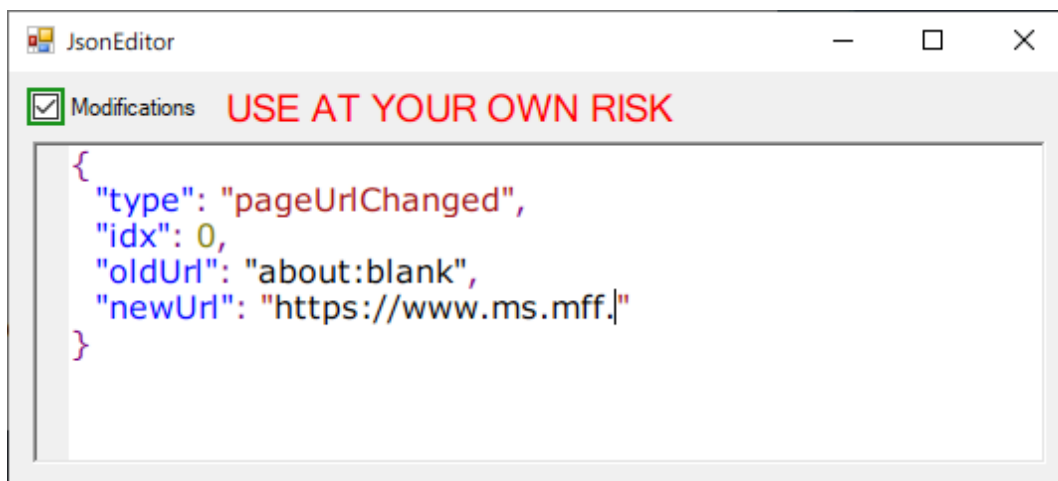 JsonEditor
Modifications USE AT YOUR OWN RISK
{
"type": "pageUrlChanged",
"idx": 0,
"oldUrl": "about:blank",
"newUrl": "https://www.ms.mff."
}